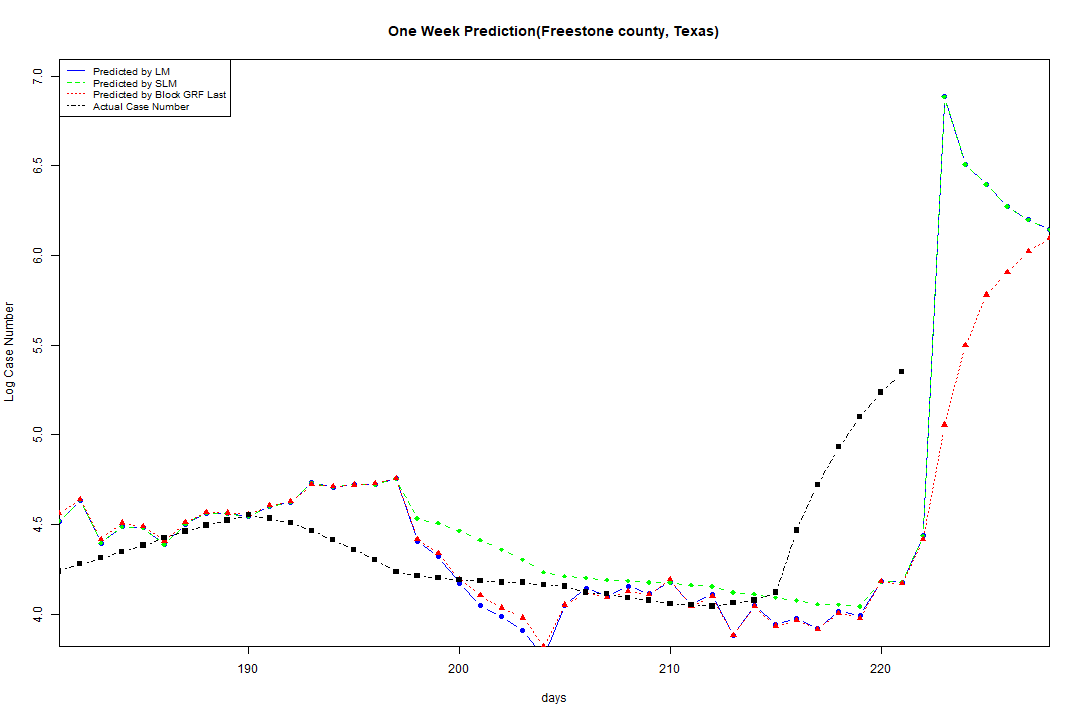 One Week Prediction(Freestone county, Texas)
Predicted by LM
Predicted by SLM
Predicted by Block GRF Last
Actual Case Number
7.0
6.5
6.0
5.5
5.0
4.5
4.0
Log Case Number
190 200 210 220
days